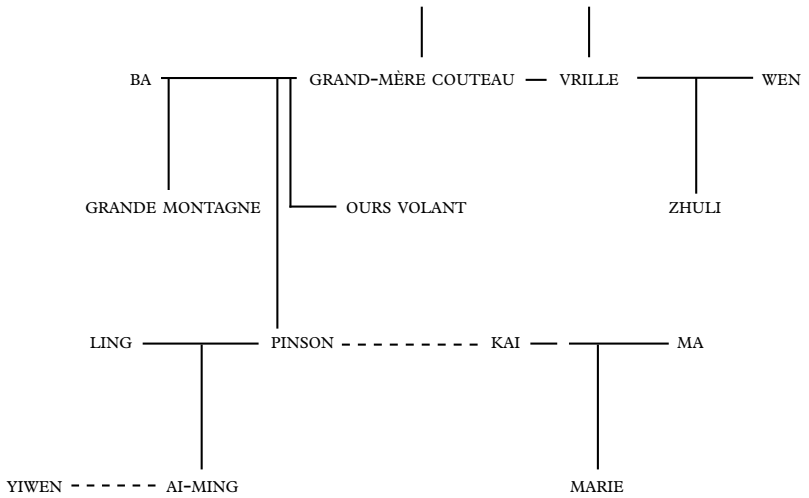 BA GRAND-MÈRE COUTEAU VRILLE WEN
GRANDE MONTAGNE OURS VOLANT ZHULI
LING PINSON KAI MA
YIWEN AI-MING MARIE